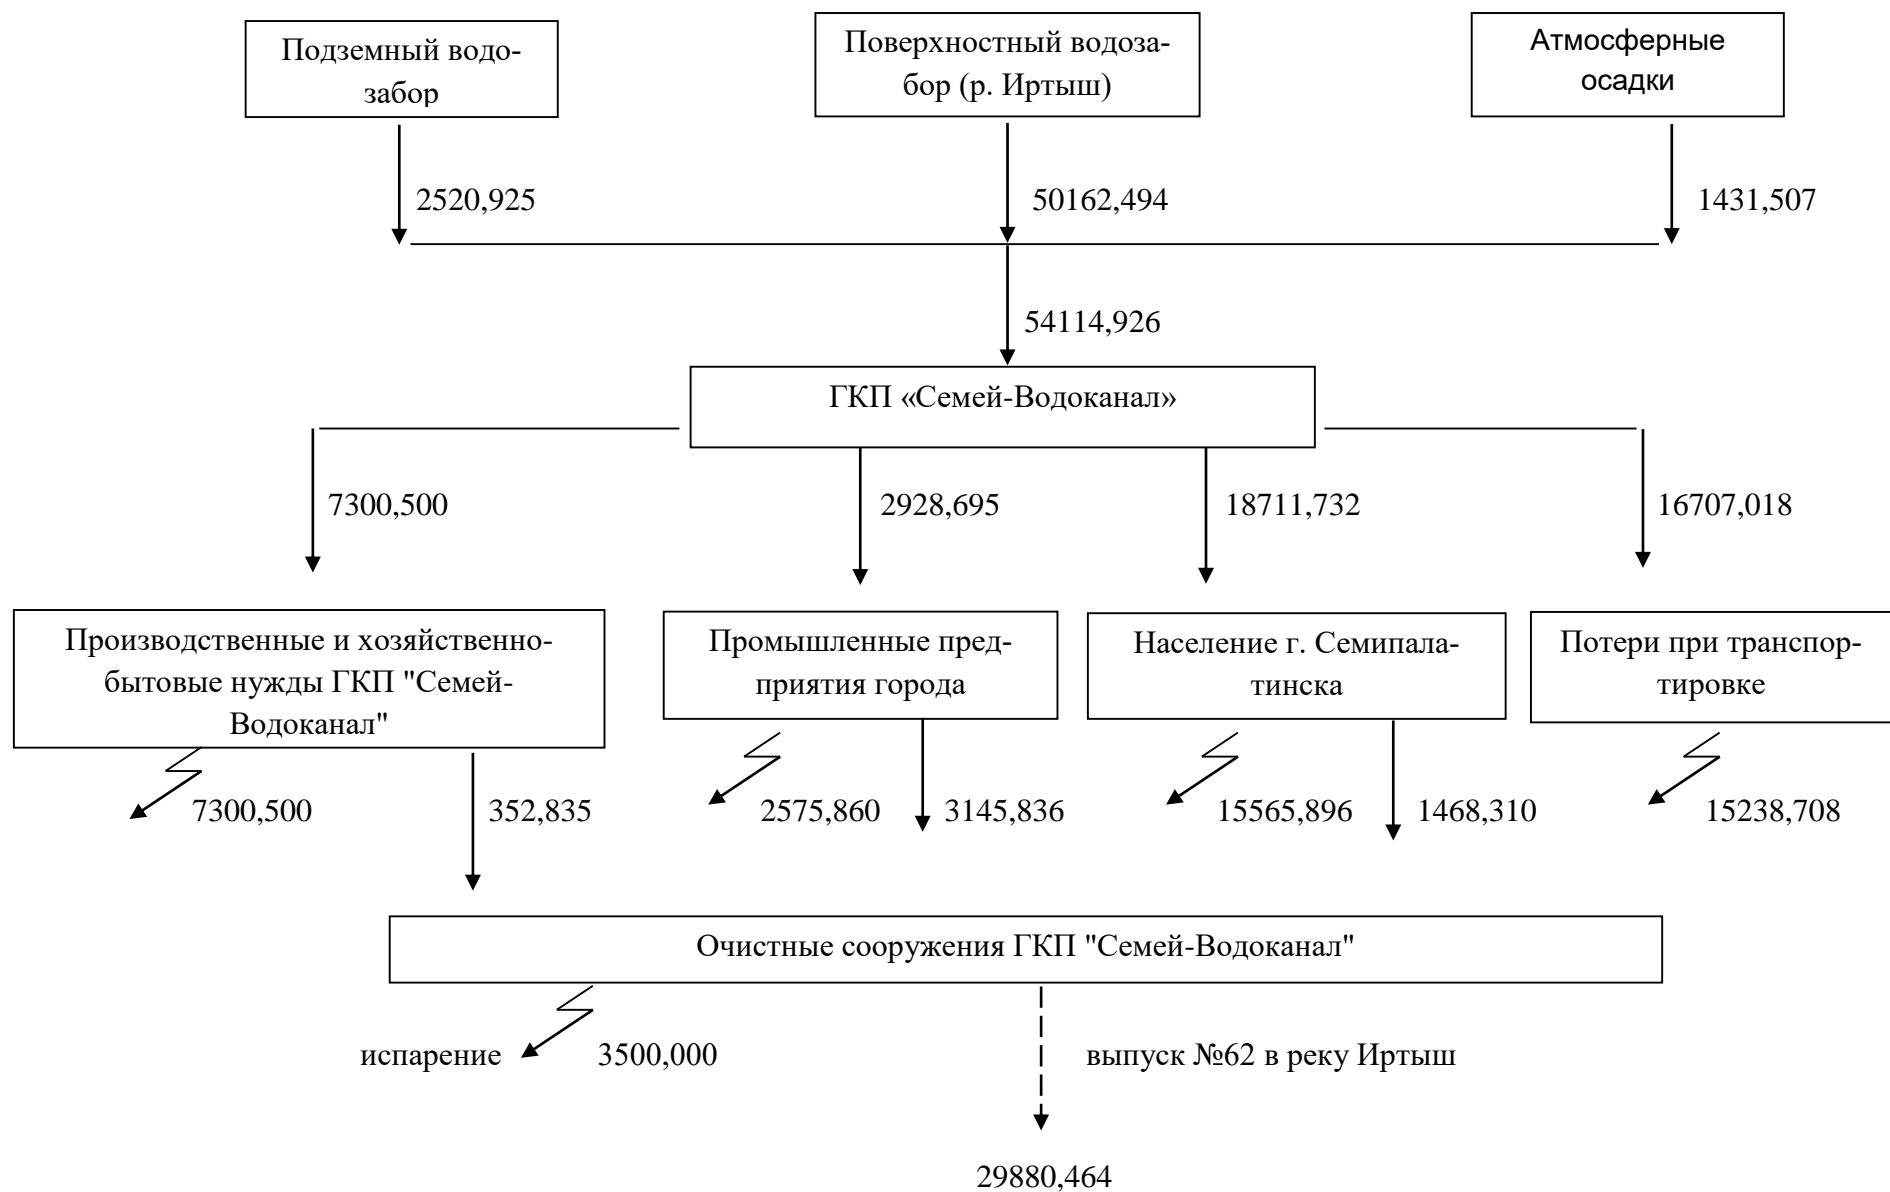 Подземный водо-
забор
Поверхностный водоза-
бор (р. Иртыш)
Атмосферные
осадки
2520,925
50162,494
1431,507
54114,926
ГКП «Семей-Водоканал»
7300,500
2928,695
18711,732
16707,018
Производственные и хозяйственно-
бытовые нужды ГКП "Семей-
Водоканал"
Промышленные пред-
приятия города
Население г. Семипала-
тинска
Потери при транспор-
тировке
7300,500
352,835
2575,860
3145,836
15565,896
1468,310
15238,708
Очистные сооружения ГКП "Семей-Водоканал"
испарение
3500,000
выпуск №62 в реку Иртыш
29880,464